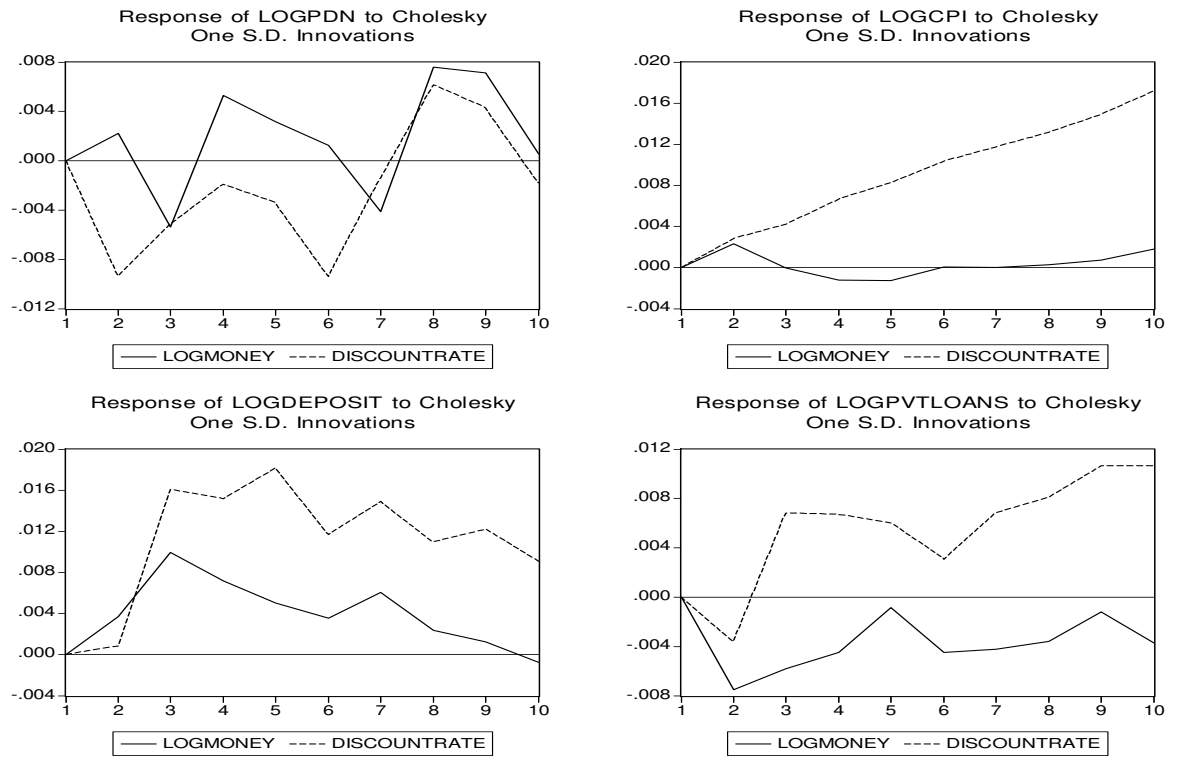 Response of LOGPDN to Cholesky
One S.D. Innovations
.008
.004
.000
-.004
-.008
-.012
1 2 3 4 5 6 7 8 9 10
LOGMONEY DISCOUNTRATE
Response of LOGCPI to Cholesky
One S.D. Innovations
.020
.016
.012
.008
.004
.000
-.004
1 2 3 4 5 6 7 8 9 10
LOGMONEY DISCOUNTRATE
Response of LOGDEPOSIT to Cholesky
One S.D. Innovations
.020
.016
.012
.008
.004
.000
-.004
1 2 3 4 5 6 7 8 9 10
LOGMONEY DISCOUNTRATE
Response of LOGPVTLOANS to Cholesky
One S.D. Innovations
.012
.008
.004
.000
-.004
-.008
1 2 3 4 5 6 7 8 9 10
LOGMONEY DISCOUNTRATE